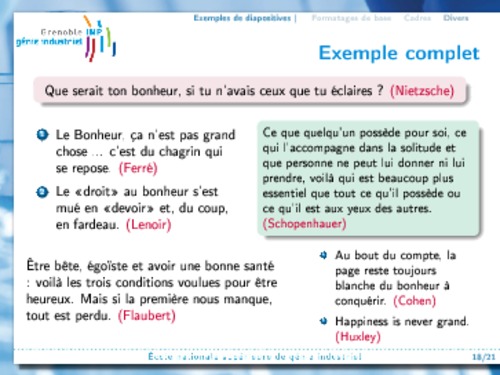 Exemples de diapositives | Formatages de base Cadres Divers
Grenoble INP
génie industriel
Exemple complet
Que serait ton bonheur, si tu n'avais ceux que tu éclaires ? (Nietzsche)
1 Le Bonheur, ça n'est pas grand
chose ... c'est du chagrin qui
se repose. (Ferré)
2 Le «droit» au bonheur s'est
mué en «devoir» et, du coup,
en fardeau. (Lenoir)
Ce que quelqu'un possède pour soi, ce
qui l'accompagne dans la solitude et
que personne ne peut lui donner ni lui
prendre, voilà qui est beaucoup plus
essentiel que tout ce qu'il possède ou
ce qu'il est aux yeux des autres.
(Schopenhauer)
Être bête, égoïste et avoir une bonne santé
: voilà les trois conditions voulues pour être
heureux. Mais si la première nous manque,
tout est perdu. (Flaubert)
Au bout du compte, la
page reste toujours
blanche du bonheur à
conquérir. (Cohen)
Happiness is never grand.
(Huxley)
École nationale supérieure de génie industriel
18/21